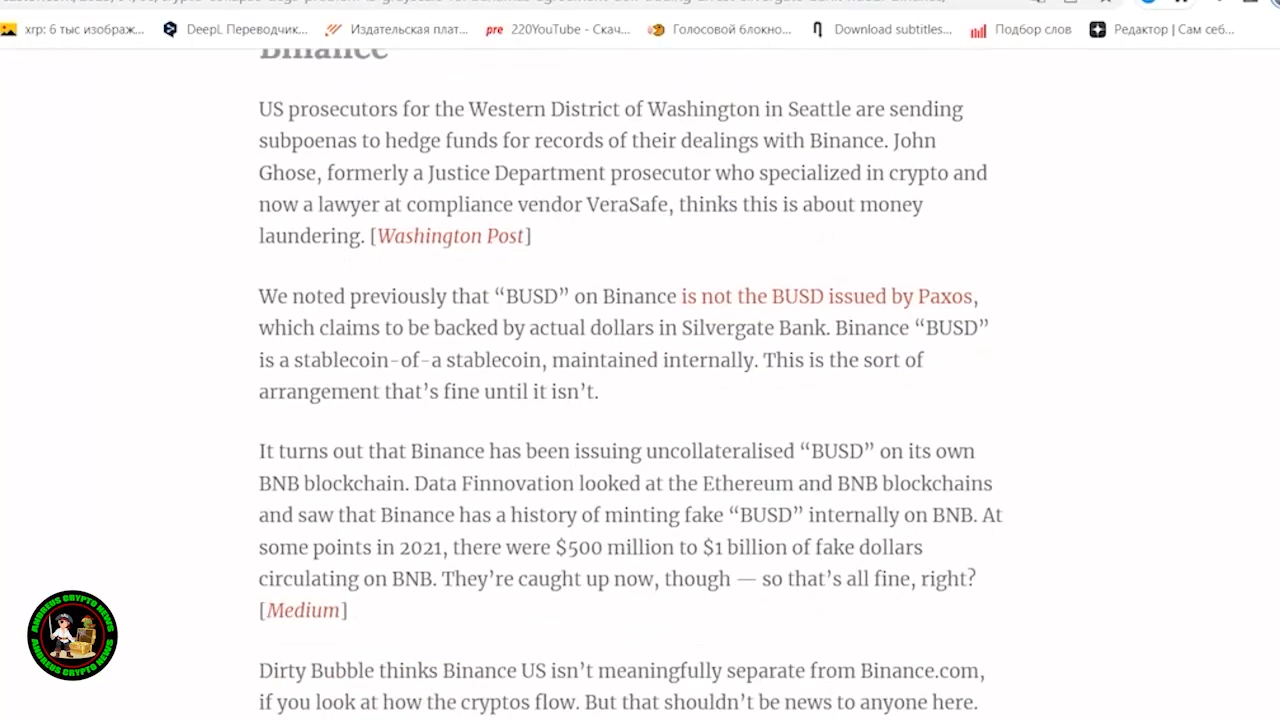 хгр: 6 тыс изображ...
DeepL Переводчик...
Издательская плат...
pre 220YouTube - Скач...
Голосовой блокно...
Download subtitles...
Подбор слов
Редактор | Сам себ...
Binance
US prosecutors for the Western District of Washington in Seattle are sending
subpoenas to hedge funds for records of their dealings with Binance. John
Ghose, formerly a Justice Department prosecutor who specialized in crypto and
now a lawyer at compliance vendor VeraSafe, thinks this is about money
laundering. [Washington Post]
We noted previously that “BUSD” on Binance is not the BUSD issued by Paxos,
which claims to be backed by actual dollars in Silvergate Bank. Binance “BUSD”
is a stablecoin-of-a stablecoin, maintained internally. This is the sort of
arrangement that’s fine until it isn’t.
It turns out that Binance has been issuing uncollateralised “BUSD” on its own
BNB blockchain. Data Finnovation looked at the Ethereum and BNB blockchains
and saw that Binance has a history of minting fake “BUSD” internally on BNB. At
some points in 2021, there were $500 million to $1 billion of fake dollars
circulating on BNB. They’re caught up now, though — so that’s all fine, right?
[Medium]
Dirty Bubble thinks Binance US isn’t meaningfully separate from Binance.com,
if you look at how the cryptos flow. But that shouldn’t be news to anyone here.
ANDREUS CRYPTO NEWS
ANDREUS CRYPTO NEWS